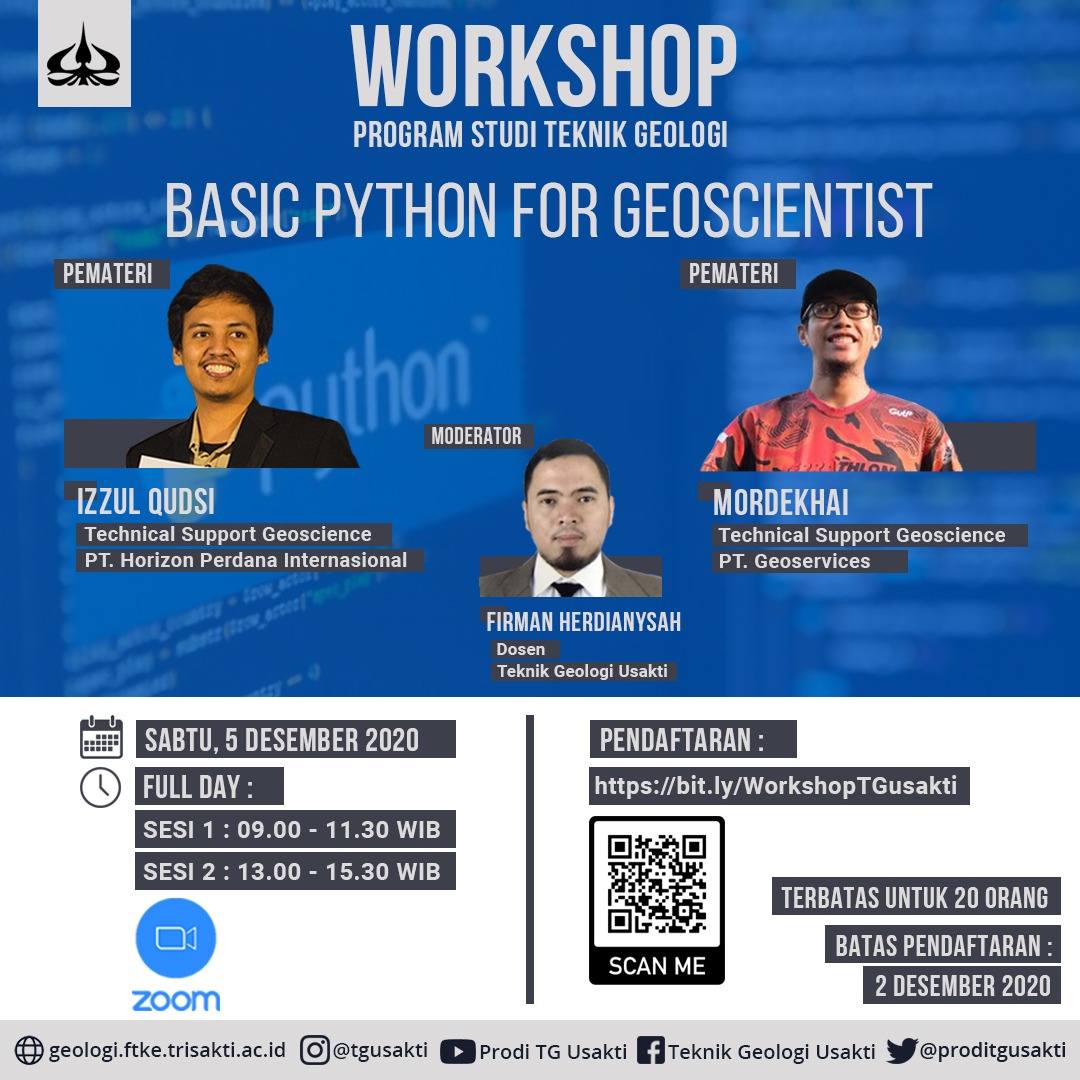 WORKSHOP
PROGRAM STUDI TEKNIK GEOLOGI
BASIC PYTHON FOR GEOSCIENTIST
PEMATERI
IZZUL QUDSI
Technical Support Geoscience
PT. Horizon Perdana Internasional
MODERATOR
FIRMAN HERDIANYSAH
Dosen
Teknik Geologi Usakti
PEMATERI
MORDEKHAI
Technical Support Geoscience
PT. Geoservices
python
SABTU, 5 DESEMBER 2020
FULL DAY :
SESI 1 : 09.00 - 11.30 WIB
SESI 2 : 13.00 - 15.30 WIB
zoom
PENDAFTARAN :
https://bit.ly/WorkshopTGusakti
SCAN ME
TERBATAS UNTUK 20 ORANG
BATAS PENDAFTARAN :
2 DESEMBER 2020
geologi.ftke.trisakti.ac.id @tgusakti Prodi TG Usakti Teknik Geologi Usakti @proditgusakti